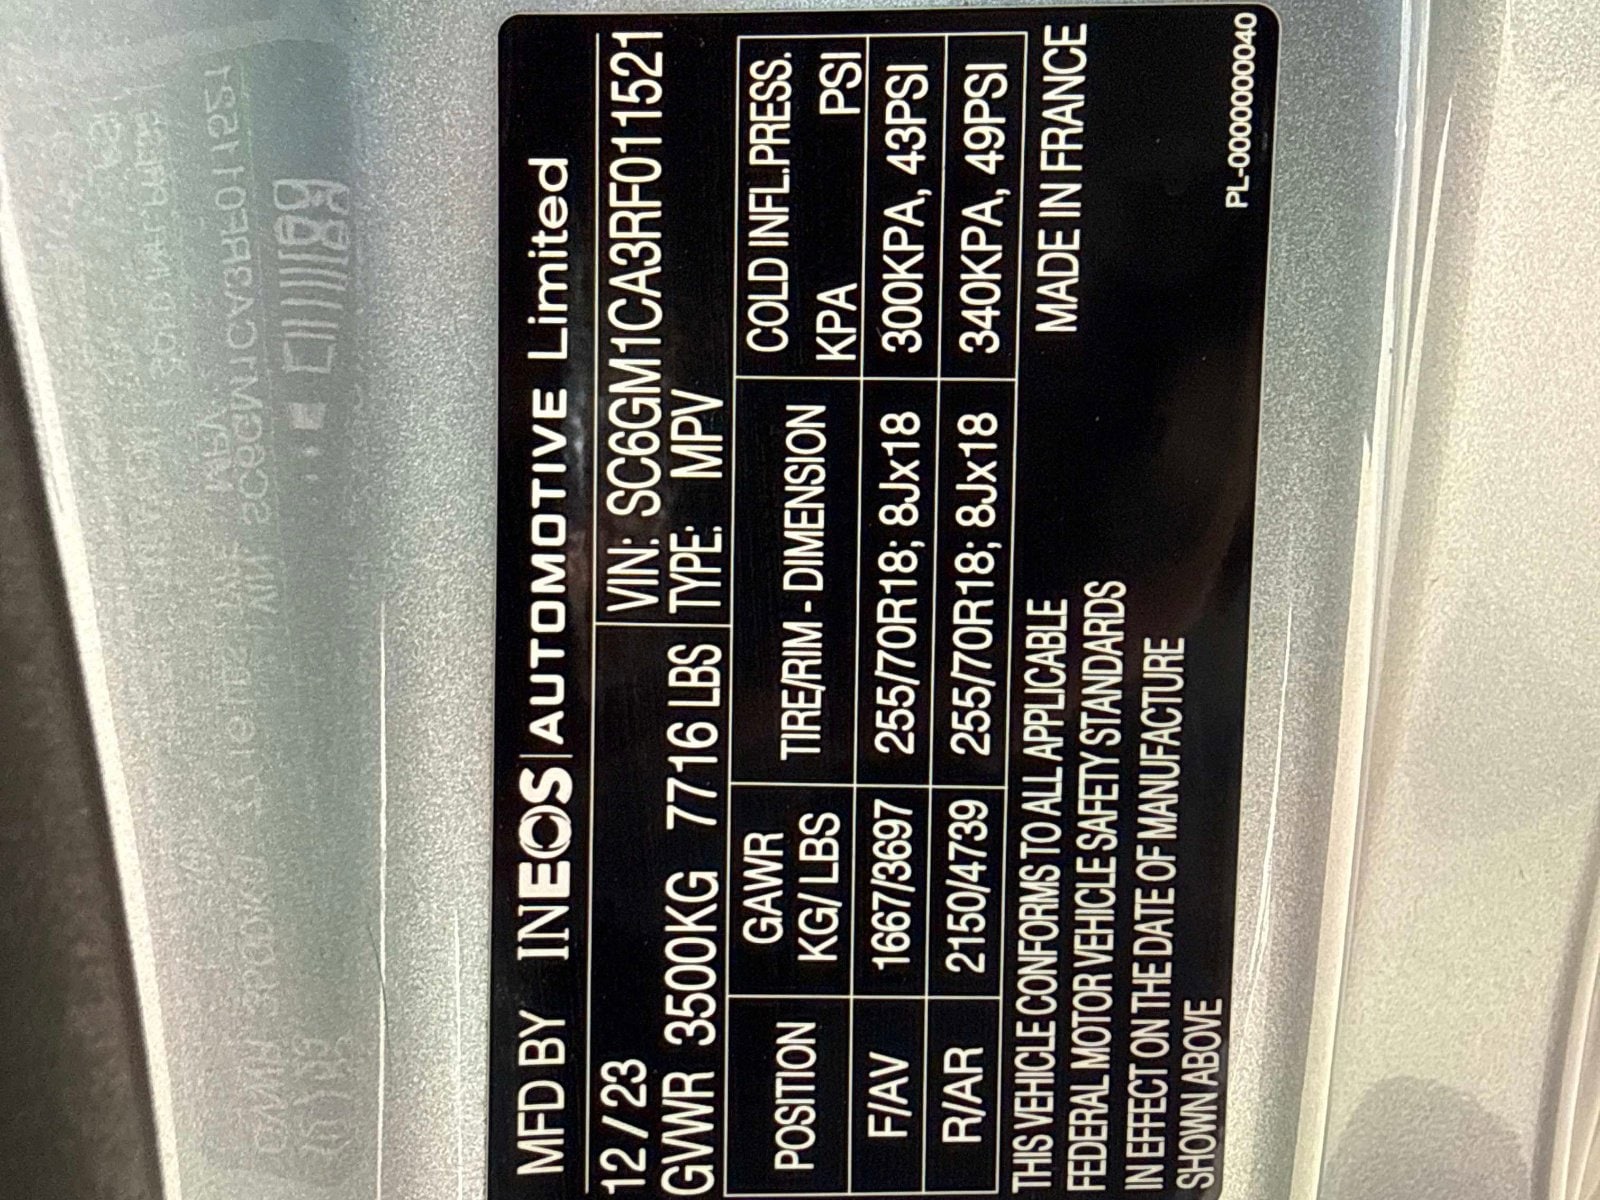 MFD BY INEOS|AUTOMOTIVE Limited
12/23 VIN: SC6GM1CA3RF011521
GVWR 3500KG 7716 LBS TYPE: MPV
POSITION GAWR KG/LBS TIRE/RIM - DIMENSION COLD INFL.PRESS. KPA PSI
F/AV 1667/3697 255/70R18; 8Jx18 300KPA, 43PSI
R/AR 2150/4739 255/70R18; 8Jx18 340KPA, 49PSI
THIS VEHICLE CONFORMS TO ALL APPLICABLE MADE IN FRANCE
FEDERAL MOTOR VEHICLE SAFETY STANDARDS
IN EFFECT ON THE DATE OF MANUFACTURE
SHOWN ABOVE
PL-0000000040